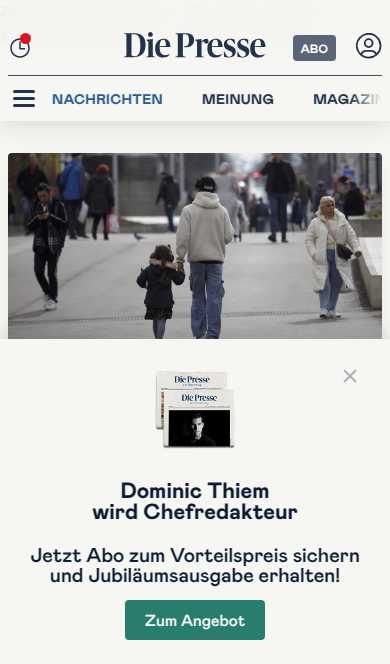 Die Presse
ABO
NACHRICHTEN MEINUNG MAGAZIN
Die Presse
Die Presse
Dominic Thiem
wird Chefredakteur
Jetzt Abo zum Vorteilspreis sichern
und Jubiläumsausgabe erhalten!
Zum Angebot